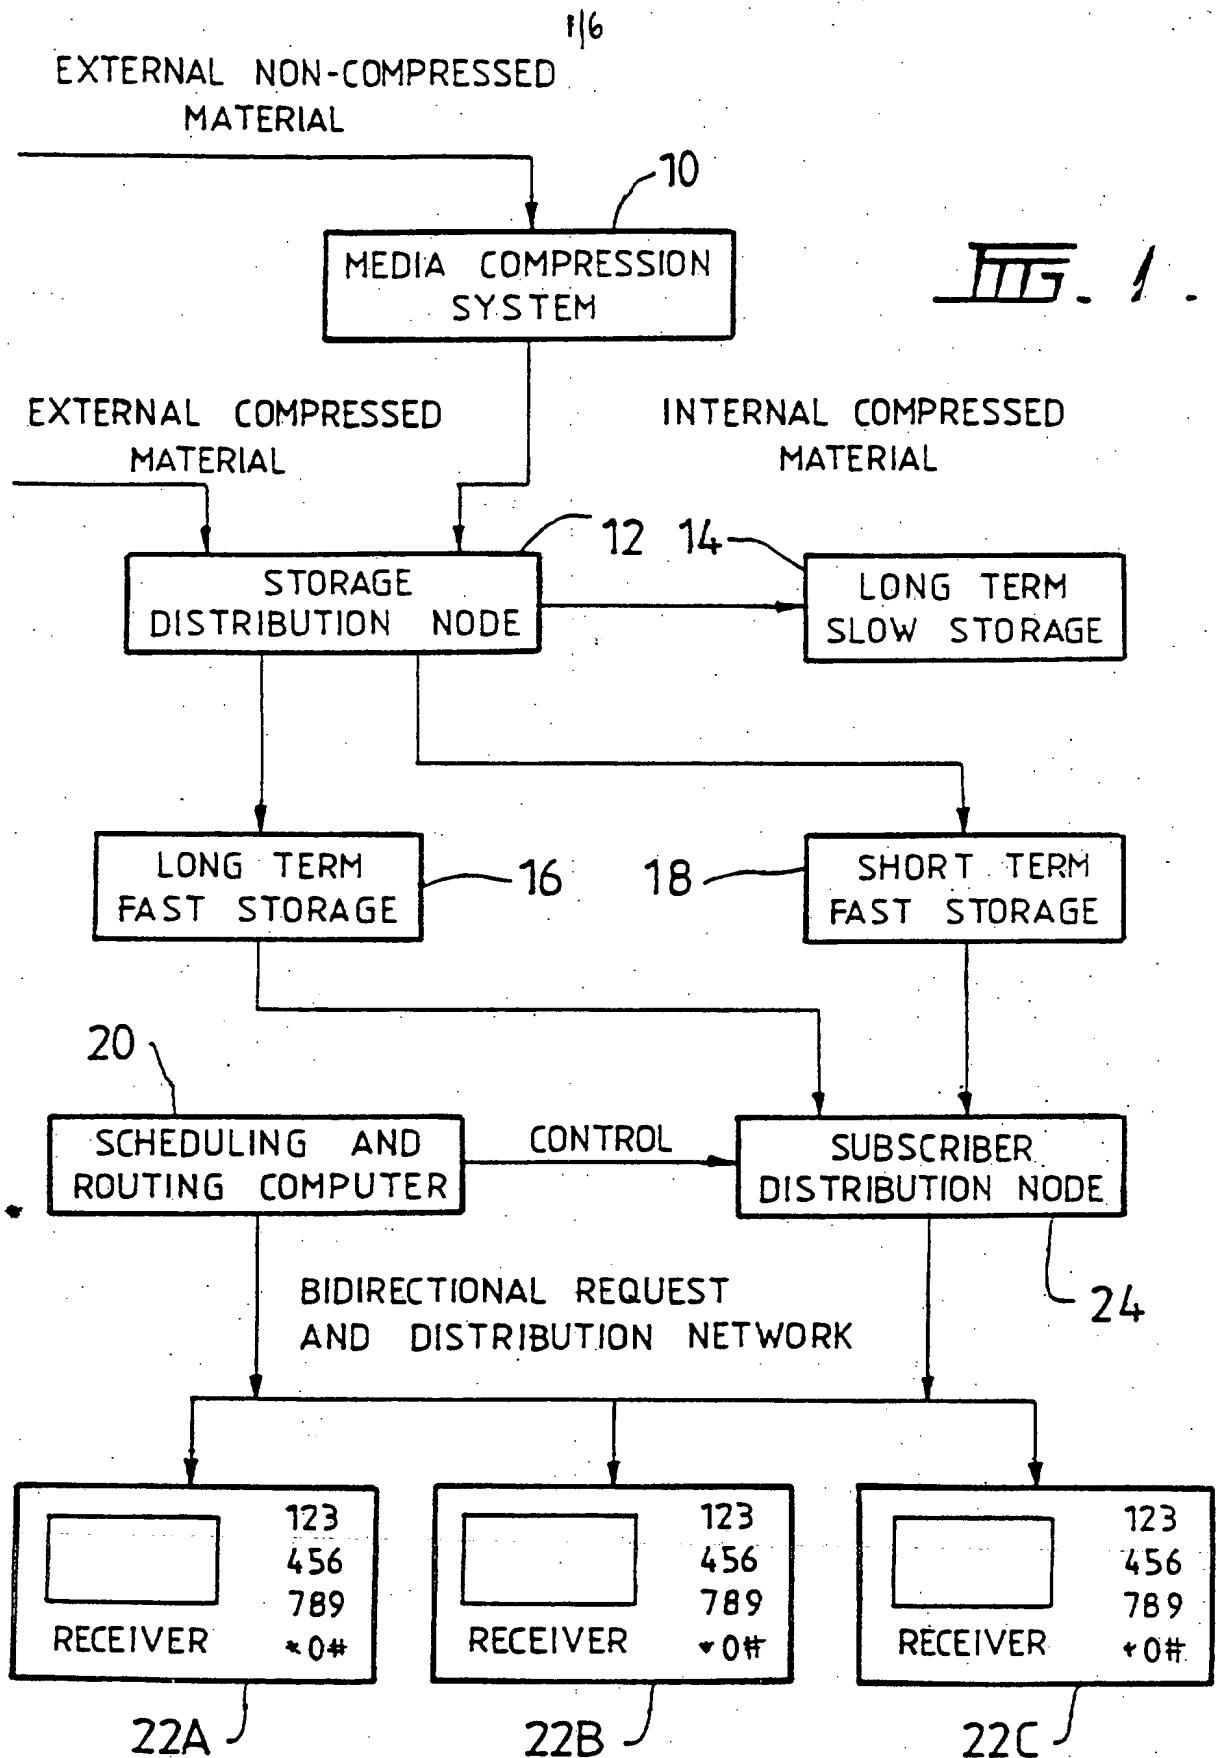 1/6
EXTERNAL NON-COMPRESSED
MATERIAL
10
MEDIA COMPRESSION
SYSTEM
FIG. 1.
EXTERNAL COMPRESSED
MATERIAL
INTERNAL COMPRESSED
MATERIAL
12
14
STORAGE
DISTRIBUTION NODE
LONG TERM
SLOW STORAGE
LONG TERM
FAST STORAGE
16
18
SHORT TERM
FAST STORAGE
20
SCHEDULING AND
ROUTING COMPUTER
CONTROL
SUBSCRIBER
DISTRIBUTION NODE
24
BIDIRECTIONAL REQUEST
AND DISTRIBUTION NETWORK
123
456
789
*0#
RECEIVER
22A
123
456
789
*0#
RECEIVER
22B
123
456
789
*0#
RECEIVER
22C